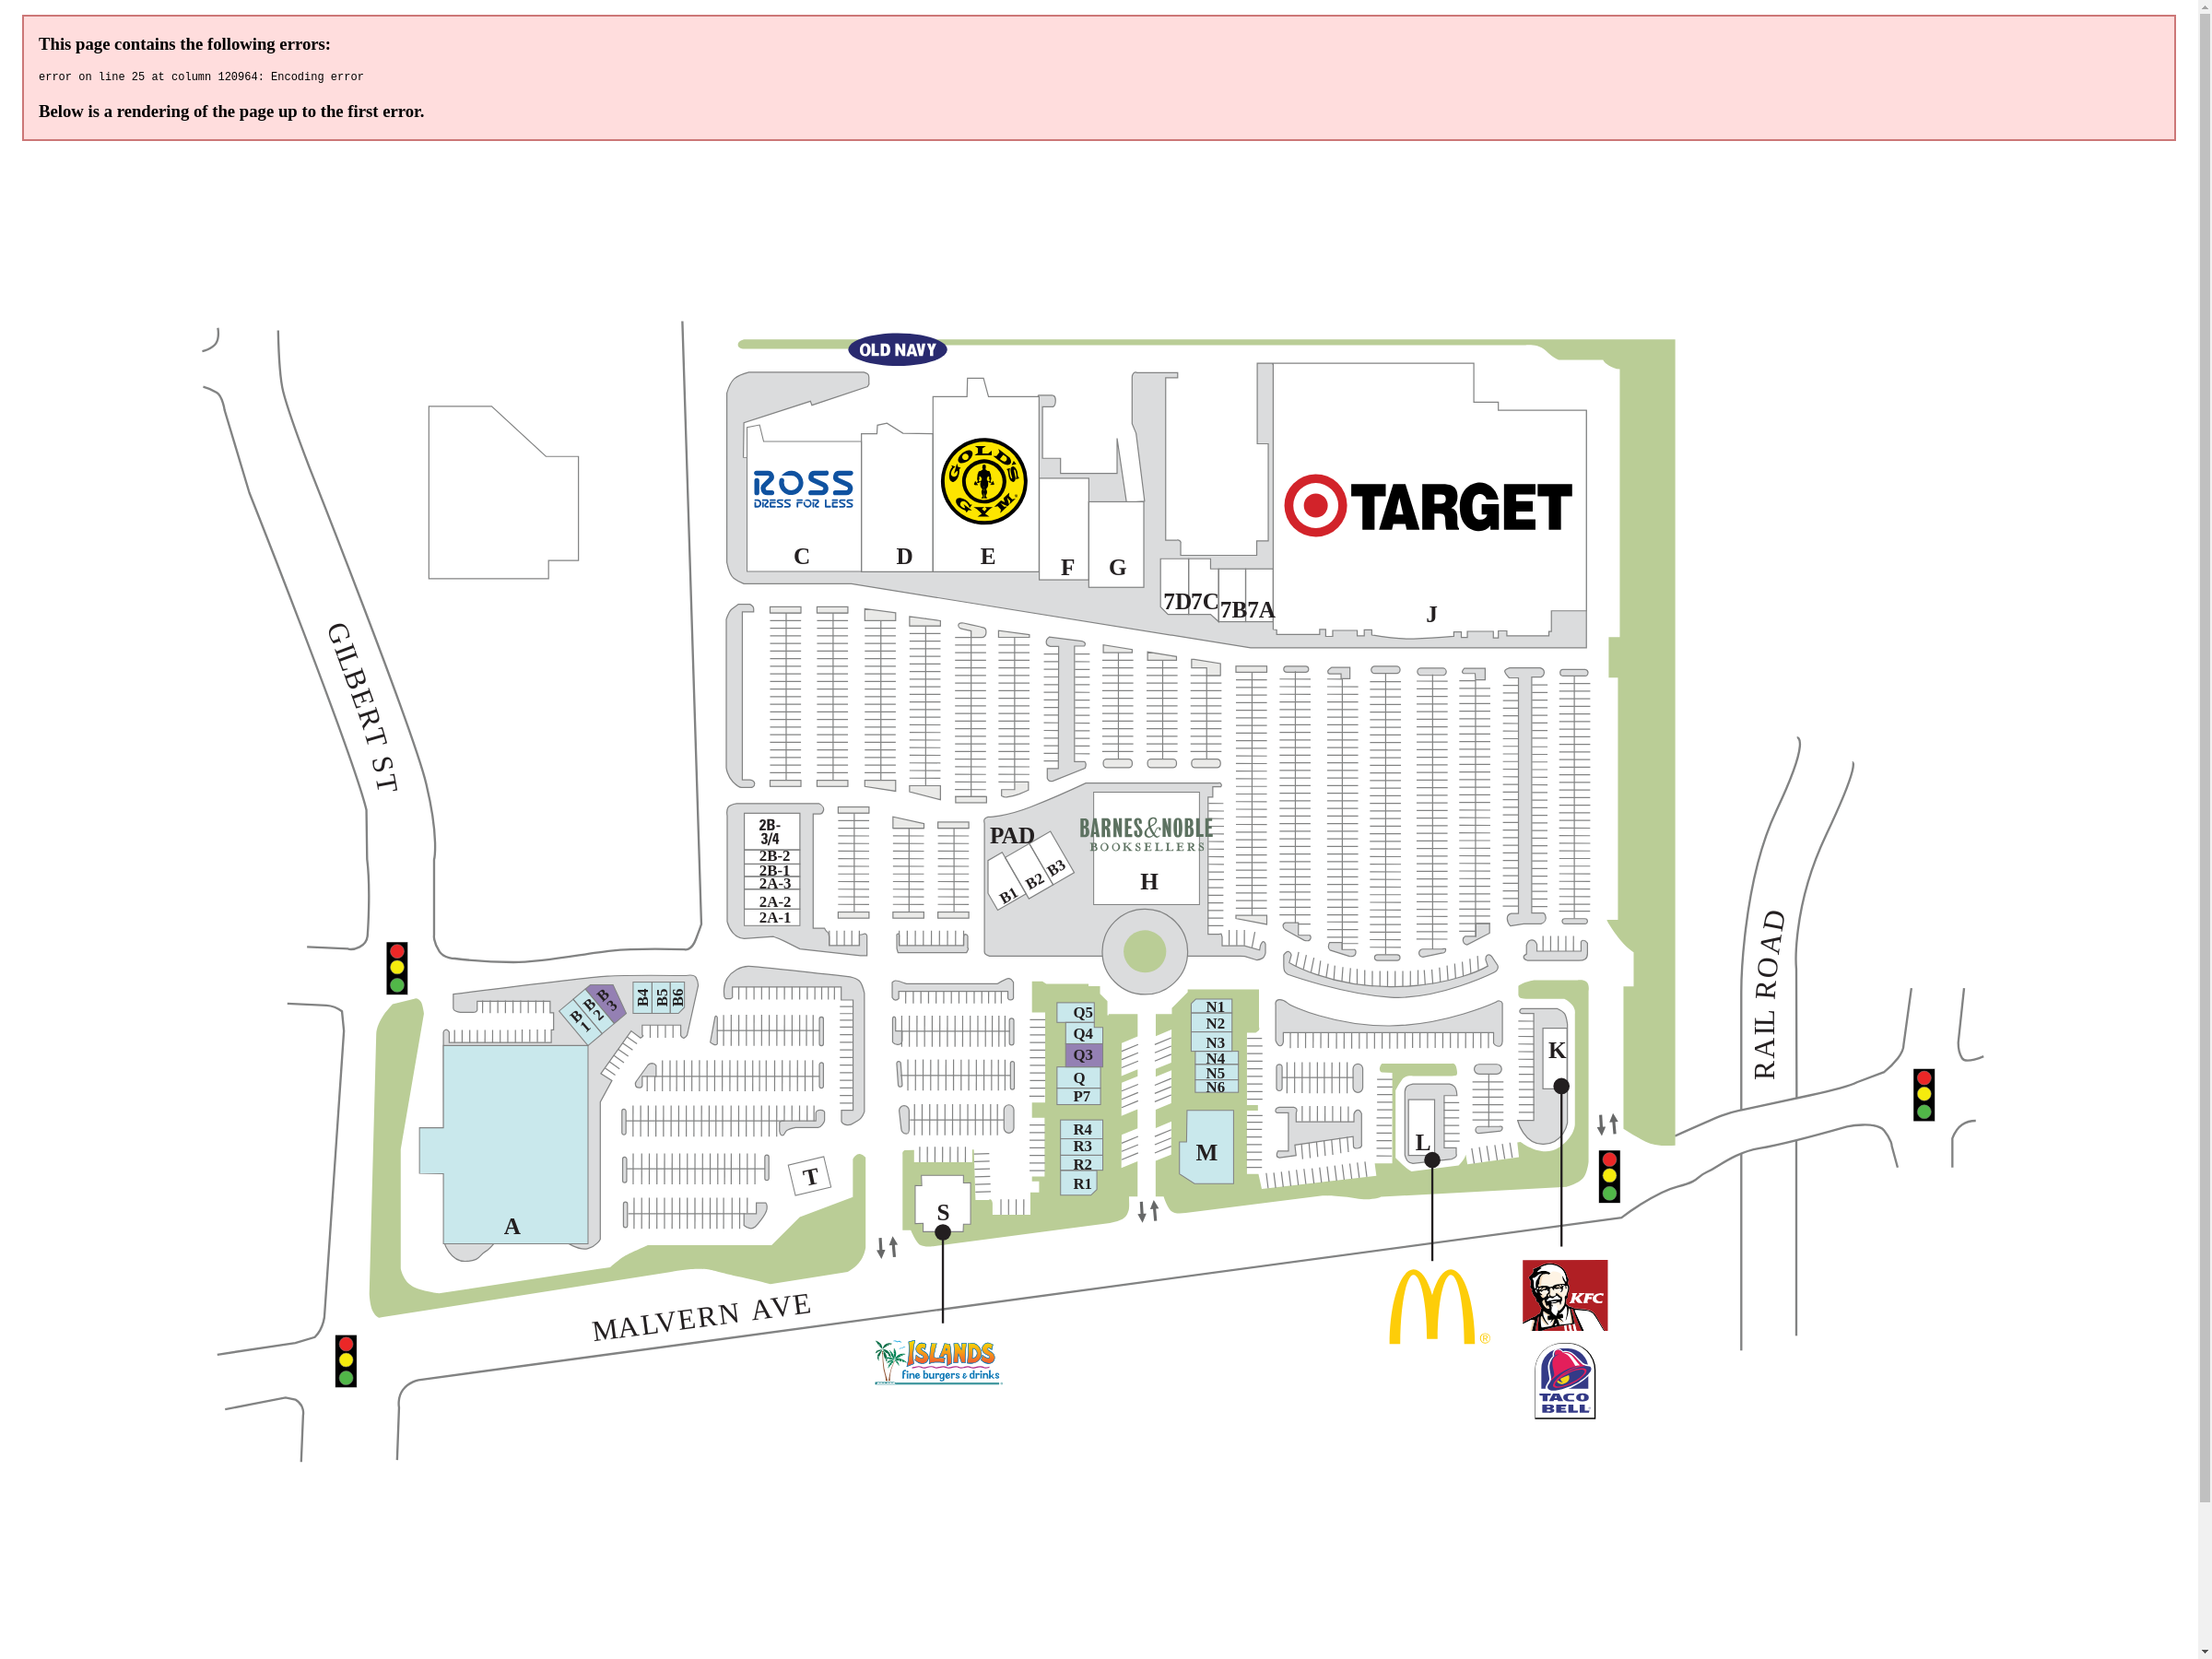 This page contains the following errors:
error on line 25 at column 120964: Encoding error
Below is a rendering of the page up to the first error.
OLD NAVY
ROSS
DRESS FOR LESS
GOLD'S
GYM
TARGET
C
D
E
F
G
7D
7C
7B
7A
J
GILBERT ST
2B-
3/4
2B-2
2B-1
2A-3
2A-2
2A-1
PAD
B1
B2
B3
BARNES&NOBLE
BOOKSELLERS
H
RAIL ROAD
B
1
B
2
B
3
B4
B5
B6
Q5
Q4
Q3
Q
P7
R4
R3
R2
R1
N1
N2
N3
N4
N5
N6
M
K
L
T
S
A
MALVERN AVE
ISLANDS
fine burgers & drinks
®
KFC
TACO
BELL